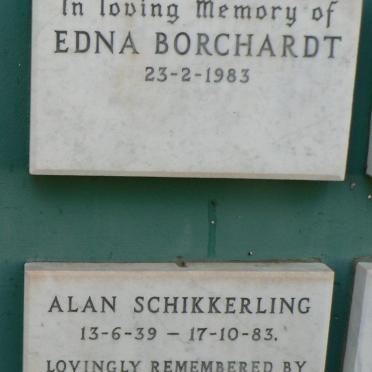 In loving Memory of
EDNA BORCHARDT
23-2-1983
ALAN SCHIKKERLING
13-6-39 — 17-10-83.
LOVINGLY REMEMBERED BY